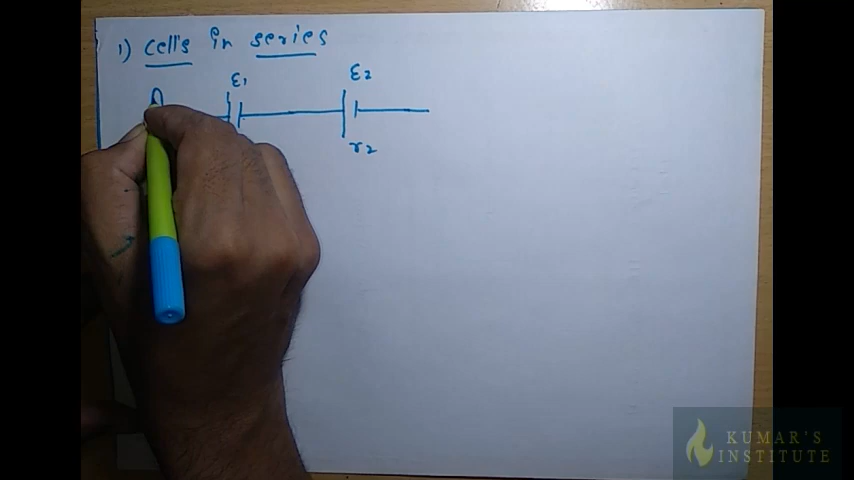 1) Cell's in series
ε1 ε2
r2
KUMAR'S
INSTITUTE